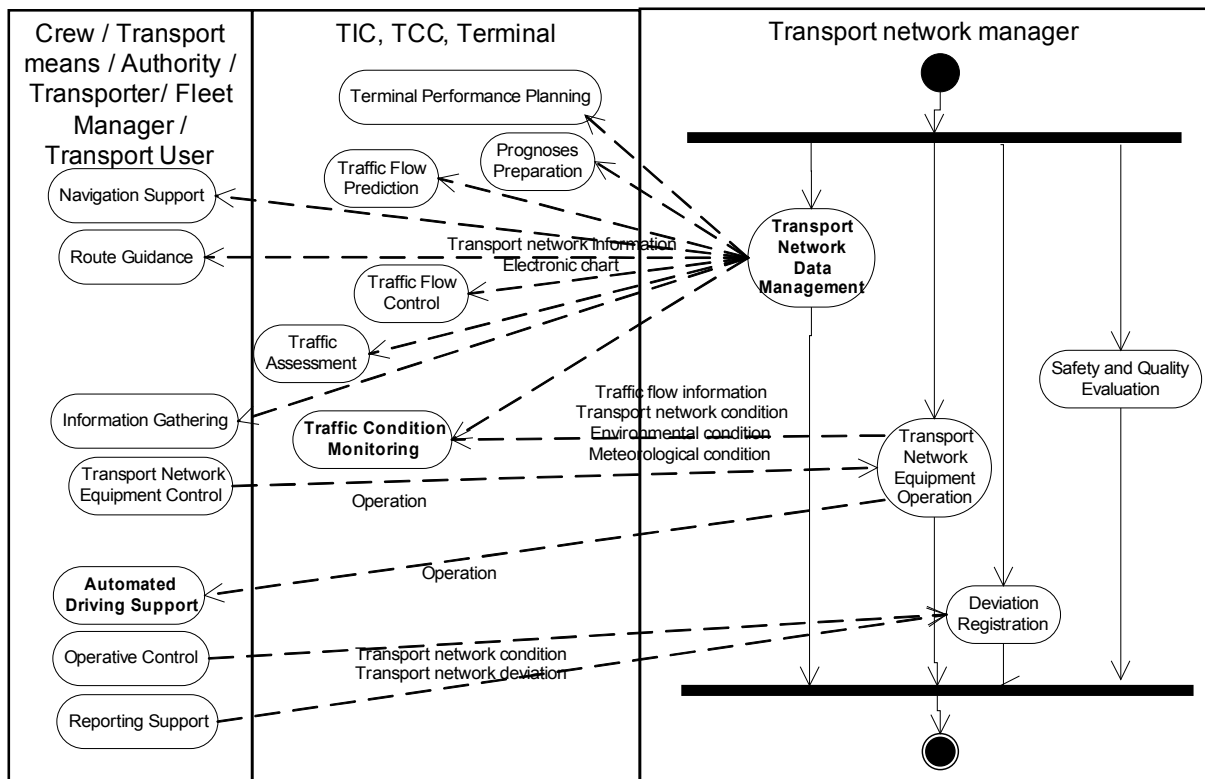 Crew / Transport
means / Authority /
Transporter/ Fleet
Manager /
Transport User
Navigation Support
Route Guidance
Information Gathering
Transport Network
Equipment Control
Automated
Driving Support
Operative Control
Reporting Support
TIC, TCC, Terminal
Terminal Performance Planning
Prognoses
Preparation
Traffic Flow
Prediction
Transport network information
Electronic chart
Traffic Flow
Control
Traffic
Assessment
Traffic Condition
Monitoring
Traffic flow information
Transport network condition
Environmental condition
Meteorological condition
Operation
Operation
Transport network condition
Transport network deviation
Transport network manager
Transport
Network
Data
Management
Safety and Quality
Evaluation
Transport
Network
Equipment
Operation
Deviation
Registration